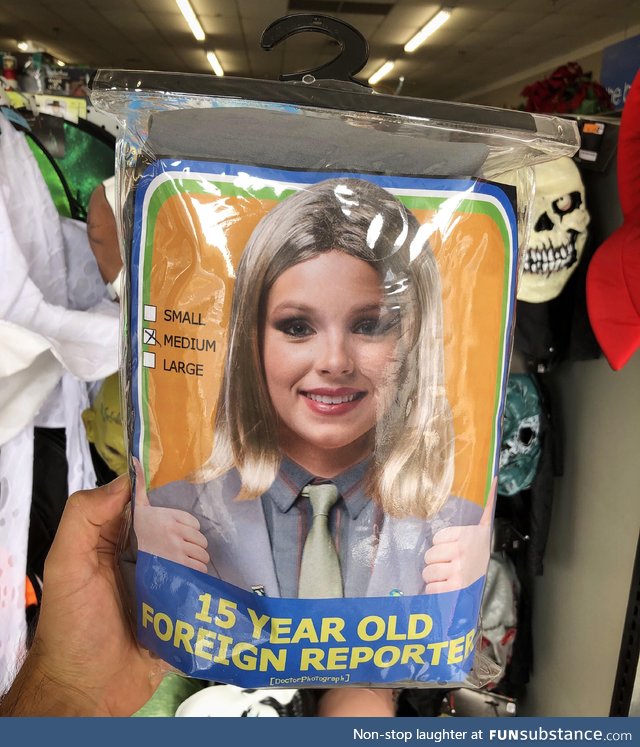 SMALL
MEDIUM
LARGE
15 YEAR OLD
FOREIGN REPORTER
[DoctorPhotograph]
Non-stop laughter at FUNsubstance.com